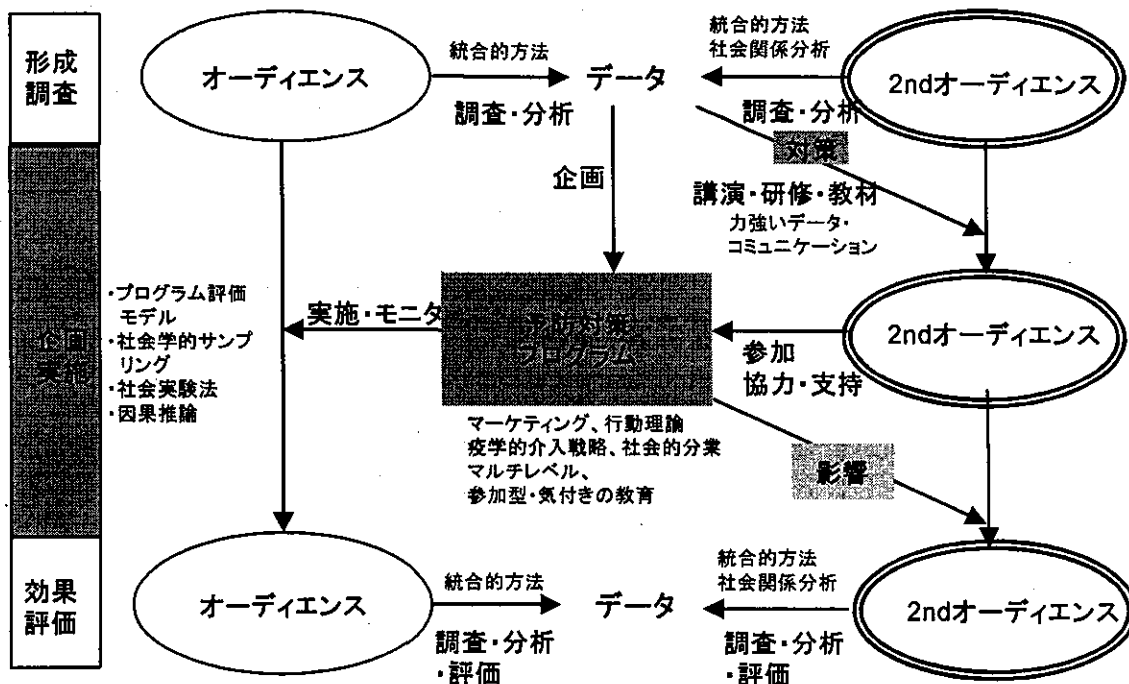 形成
調査
オーディエンス
統合的方法
調査・分析
データ
統合的方法
社会関係分析
調査・分析
2ndオーディエンス
対策
企画
講演・研修・教材
力強いデータ・
コミュニケーション
企画
実施
・プログラム評価
モデル
・社会学的サンプ
リング
・社会実験法
・因果推論
実施・モニタ
予防対策
プログラム
参加
協力・支持
2ndオーディエンス
マーケティング、行動理論
疫学的介入戦略、社会的分業
マルチレベル、
参加型・気付きの教育
影響
効果
評価
オーディエンス
統合的方法
調査・分析
・評価
データ
統合的方法
社会関係分析
調査・分析
・評価
2ndオーディエンス